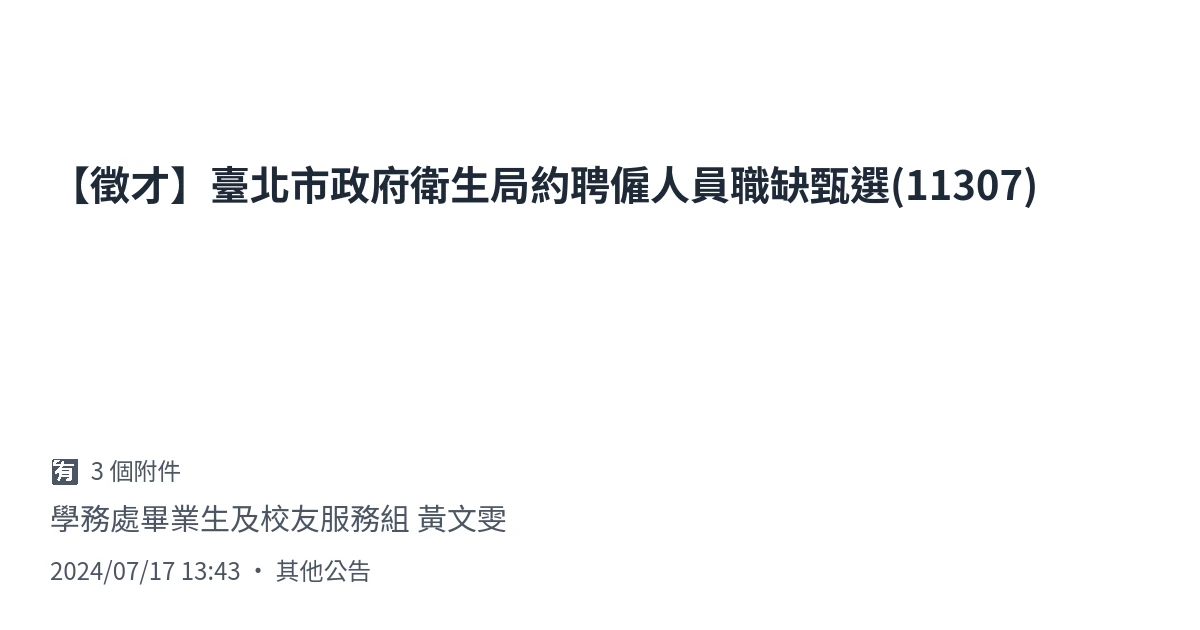 【徵才】臺北市政府衛生局約聘僱人員職缺甄選(11307)
🈶 3 個附件
學務處畢業生及校友服務組 黃文雯
2024/07/17 13:43 ・ 其他公告